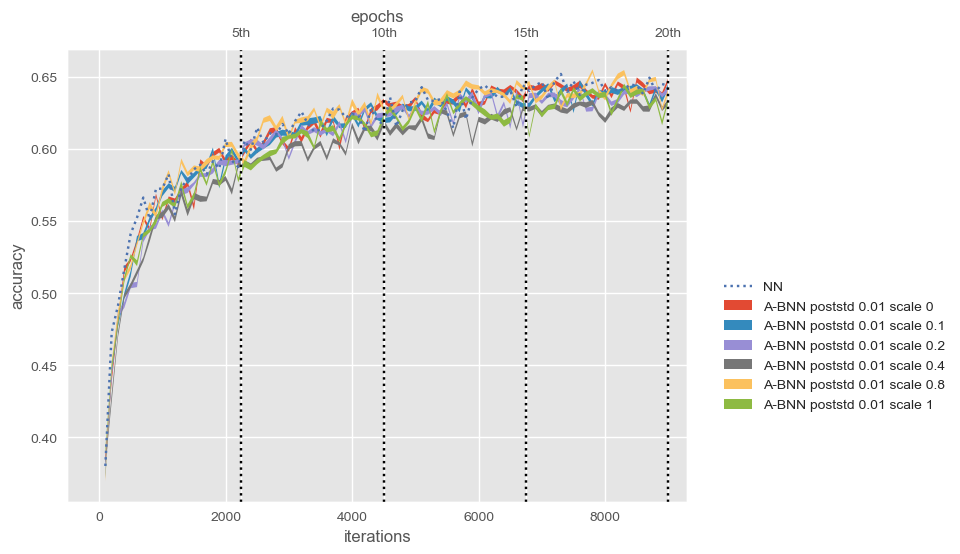 epochs
5th 10th 15th 20th
0.65
0.60
0.55
0.50
0.45
0.40
accuracy
0 2000 4000 6000 8000
iterations
NN
A-BNN poststd 0.01 scale 0
A-BNN poststd 0.01 scale 0.1
A-BNN poststd 0.01 scale 0.2
A-BNN poststd 0.01 scale 0.4
A-BNN poststd 0.01 scale 0.8
A-BNN poststd 0.01 scale 1